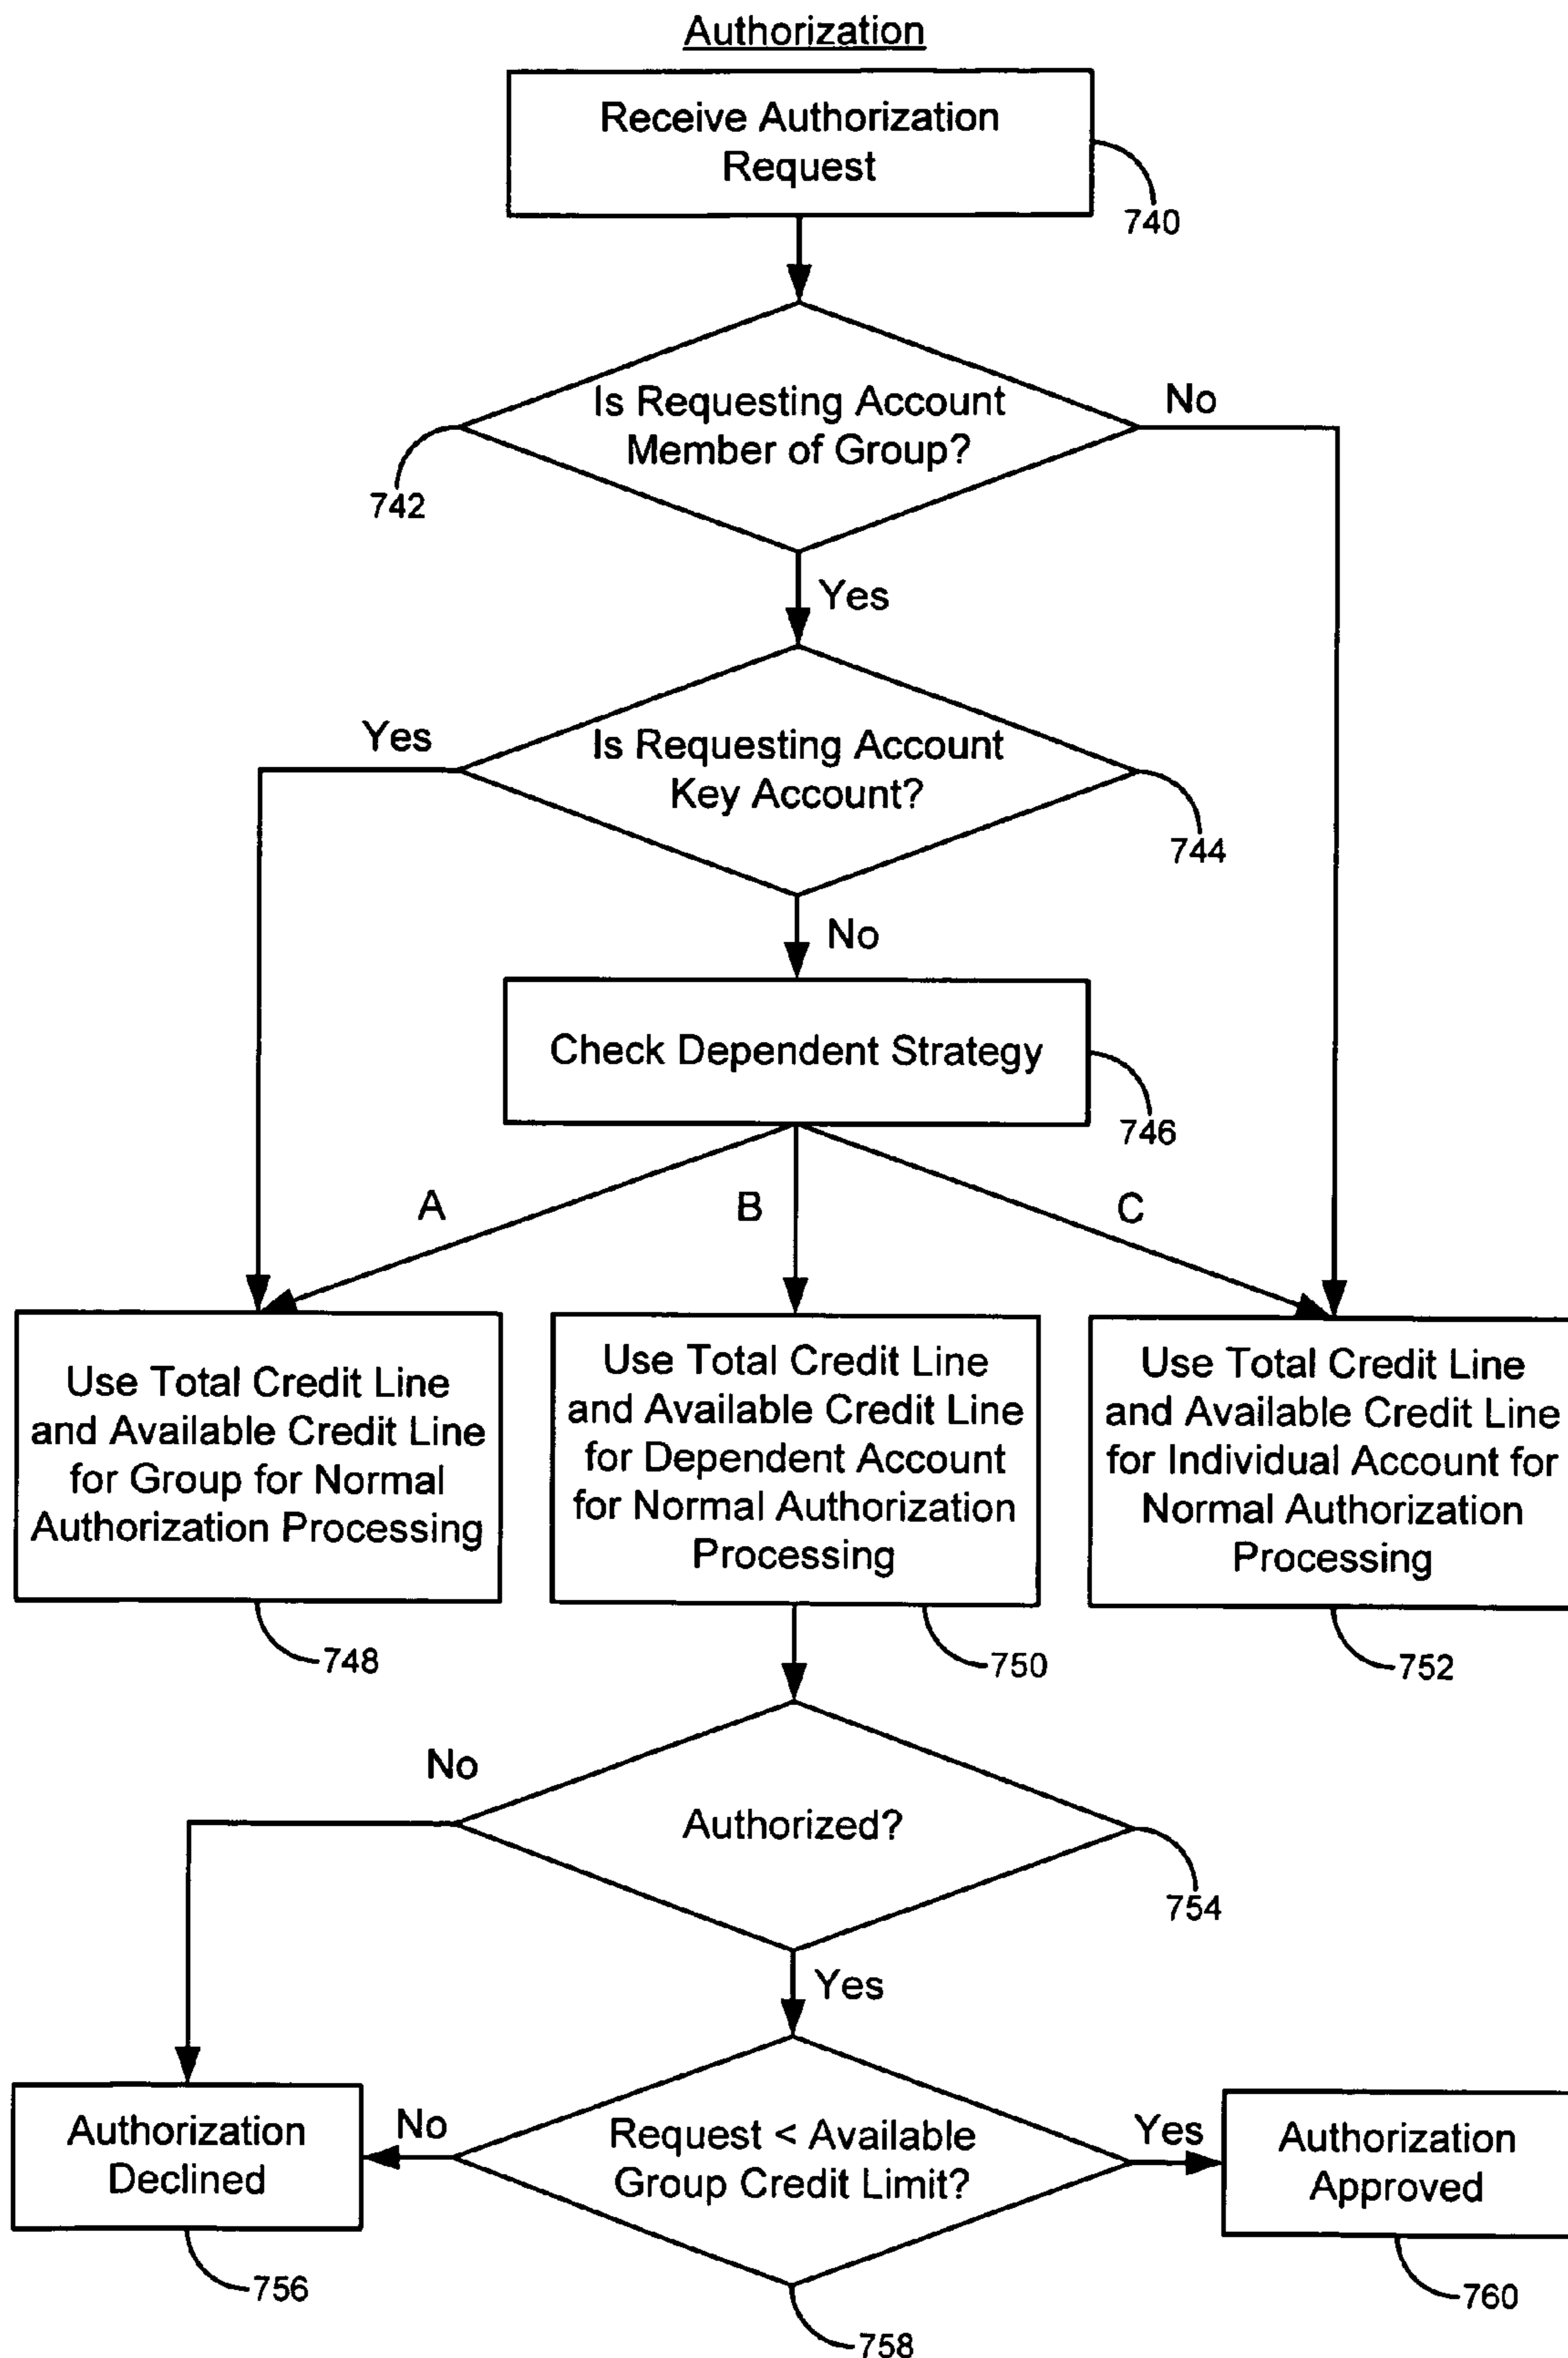 Authorization
Receive Authorization
Request
740
Is Requesting Account
Member of Group?
No
742
Yes
Yes
Is Requesting Account
Key Account?
744
No
Check Dependent Strategy
746
A
B
C
Use Total Credit Line
and Available Credit Line
for Group for Normal
Authorization Processing
748
Use Total Credit Line
and Available Credit Line
for Dependent Account
for Normal Authorization
Processing
750
Use Total Credit Line
and Available Credit Line
for Individual Account for
Normal Authorization
Processing
752
No
Authorized?
754
Yes
Authorization
Declined
756
No
Request < Available
Group Credit Limit?
758
Yes
Authorization
Approved
760